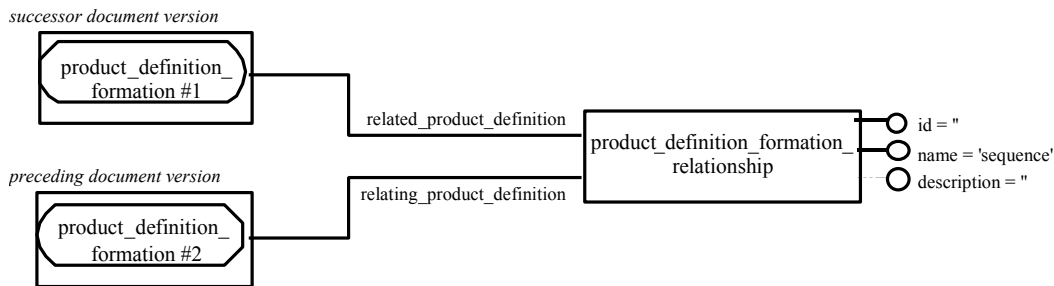 successor document version
product_definition_
formation #1
related_product_definition
product_definition_formation_
relationship
id = ''
name = 'sequence'
description = ''
preceding document version
relating_product_definition
product_definition_
formation #2